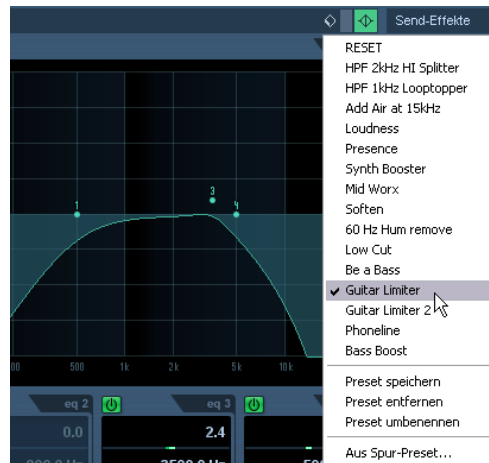 Send-Effekte
RESET
HPF 2kHz HI Splitter
HPF 1kHz Looptopper
Add Air at 15kHz
Loudness
Presence
Synth Booster
Mid Worx
Soften
60 Hz Hum remove
Low Cut
Be a Bass
Guitar Limiter
Guitar Limiter 2
Phoneline
Bass Boost
Preset speichern
Preset entfernen
Preset umbenennen
Aus Spur-Preset...
1
3
4
500 1k 2k 5k 10k
eq 2 eq 3
0.0 2.4